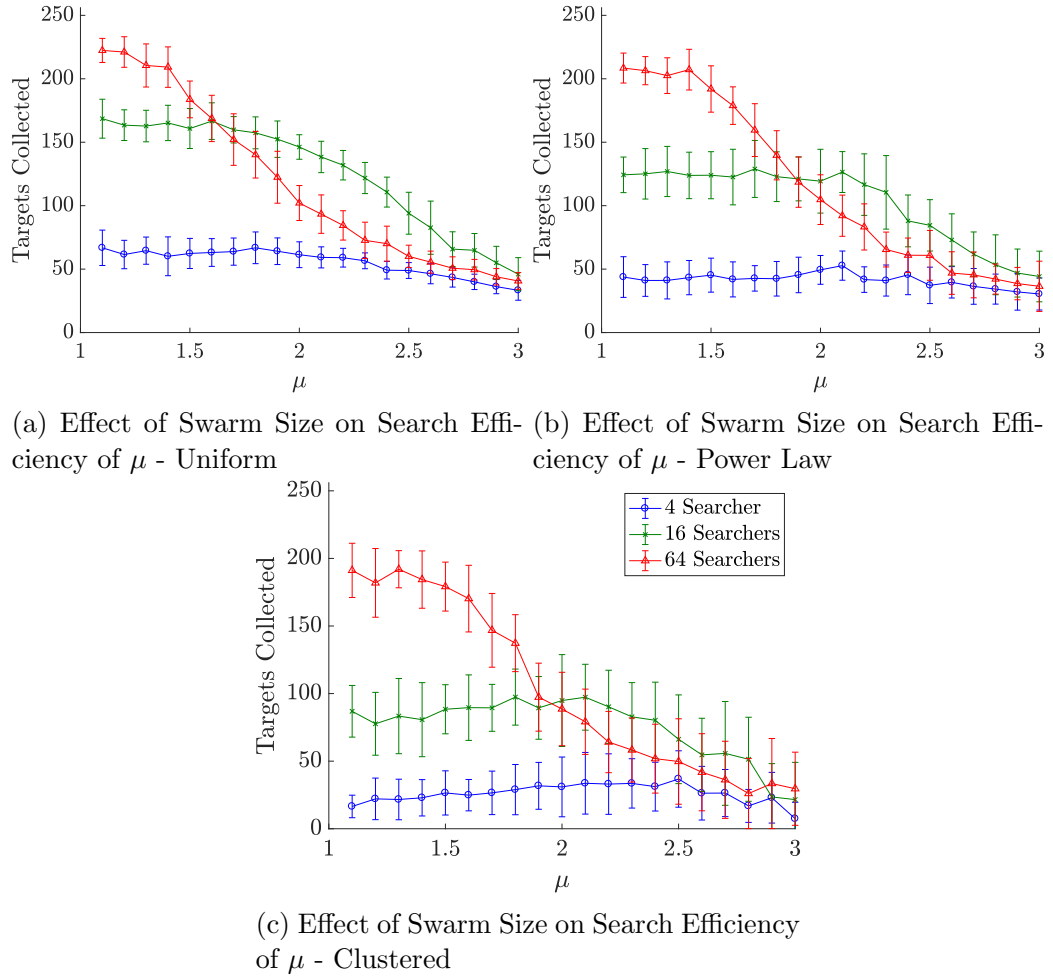 250
200
150
100
50
0
Targets Collected
1
1.5
2
2.5
3
μ
(a) Effect of Swarm Size on Search Effi-
ciency of μ - Uniform
250
200
150
100
50
0
Targets Collected
1
1.5
2
2.5
3
μ
(b) Effect of Swarm Size on Search Effi-
ciency of μ - Power Law
250
200
150
100
50
0
Targets Collected
1
1.5
2
2.5
3
μ
4 Searcher
16 Searchers
64 Searchers
(c) Effect of Swarm Size on Search Efficiency
of μ - Clustered